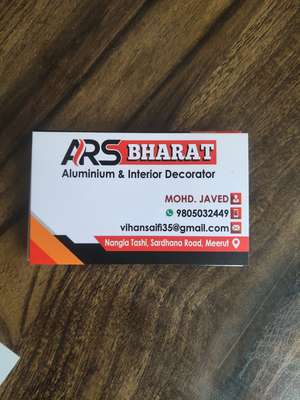 ARS BHARAT
Aluminium & Interior Decorator
MOHD. JAVED
9805032449
vihansaifi35@gmail.com
Nangla Tashi, Sardhana Road, Meerut